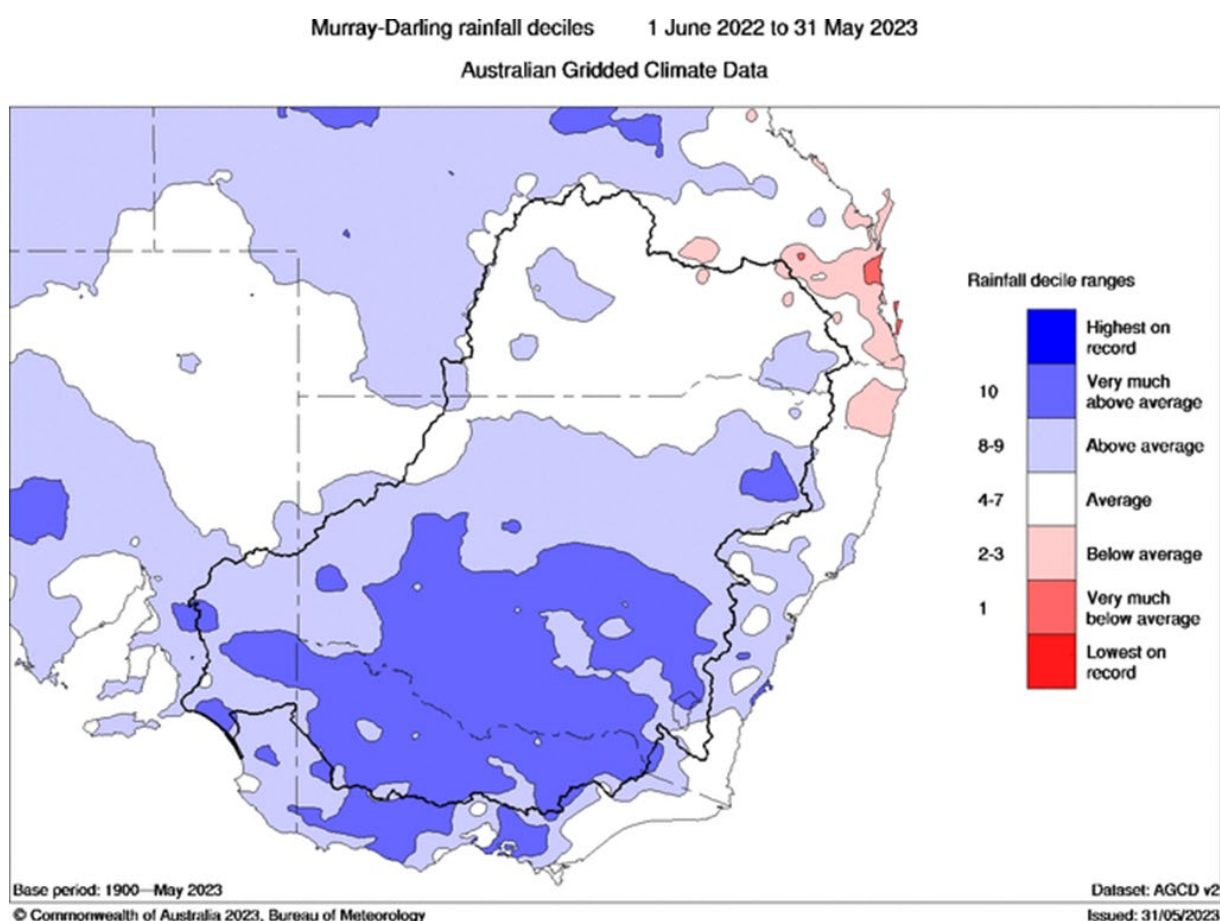 Murray-Darling rainfall deciles 1 June 2022 to 31 May 2023
Australian Gridded Climate Data
Rainfall decile ranges
Highest on
record
10
Very much
above average
8-9
Above average
4-7
Average
2-3
Below average
1
Very much
below average
Lowest on
record
Base period: 1900—May 2023
Dataset: AGCD v2
© Commonwealth of Australia 2023, Bureau of Meteorology
Issued: 31/05/2023